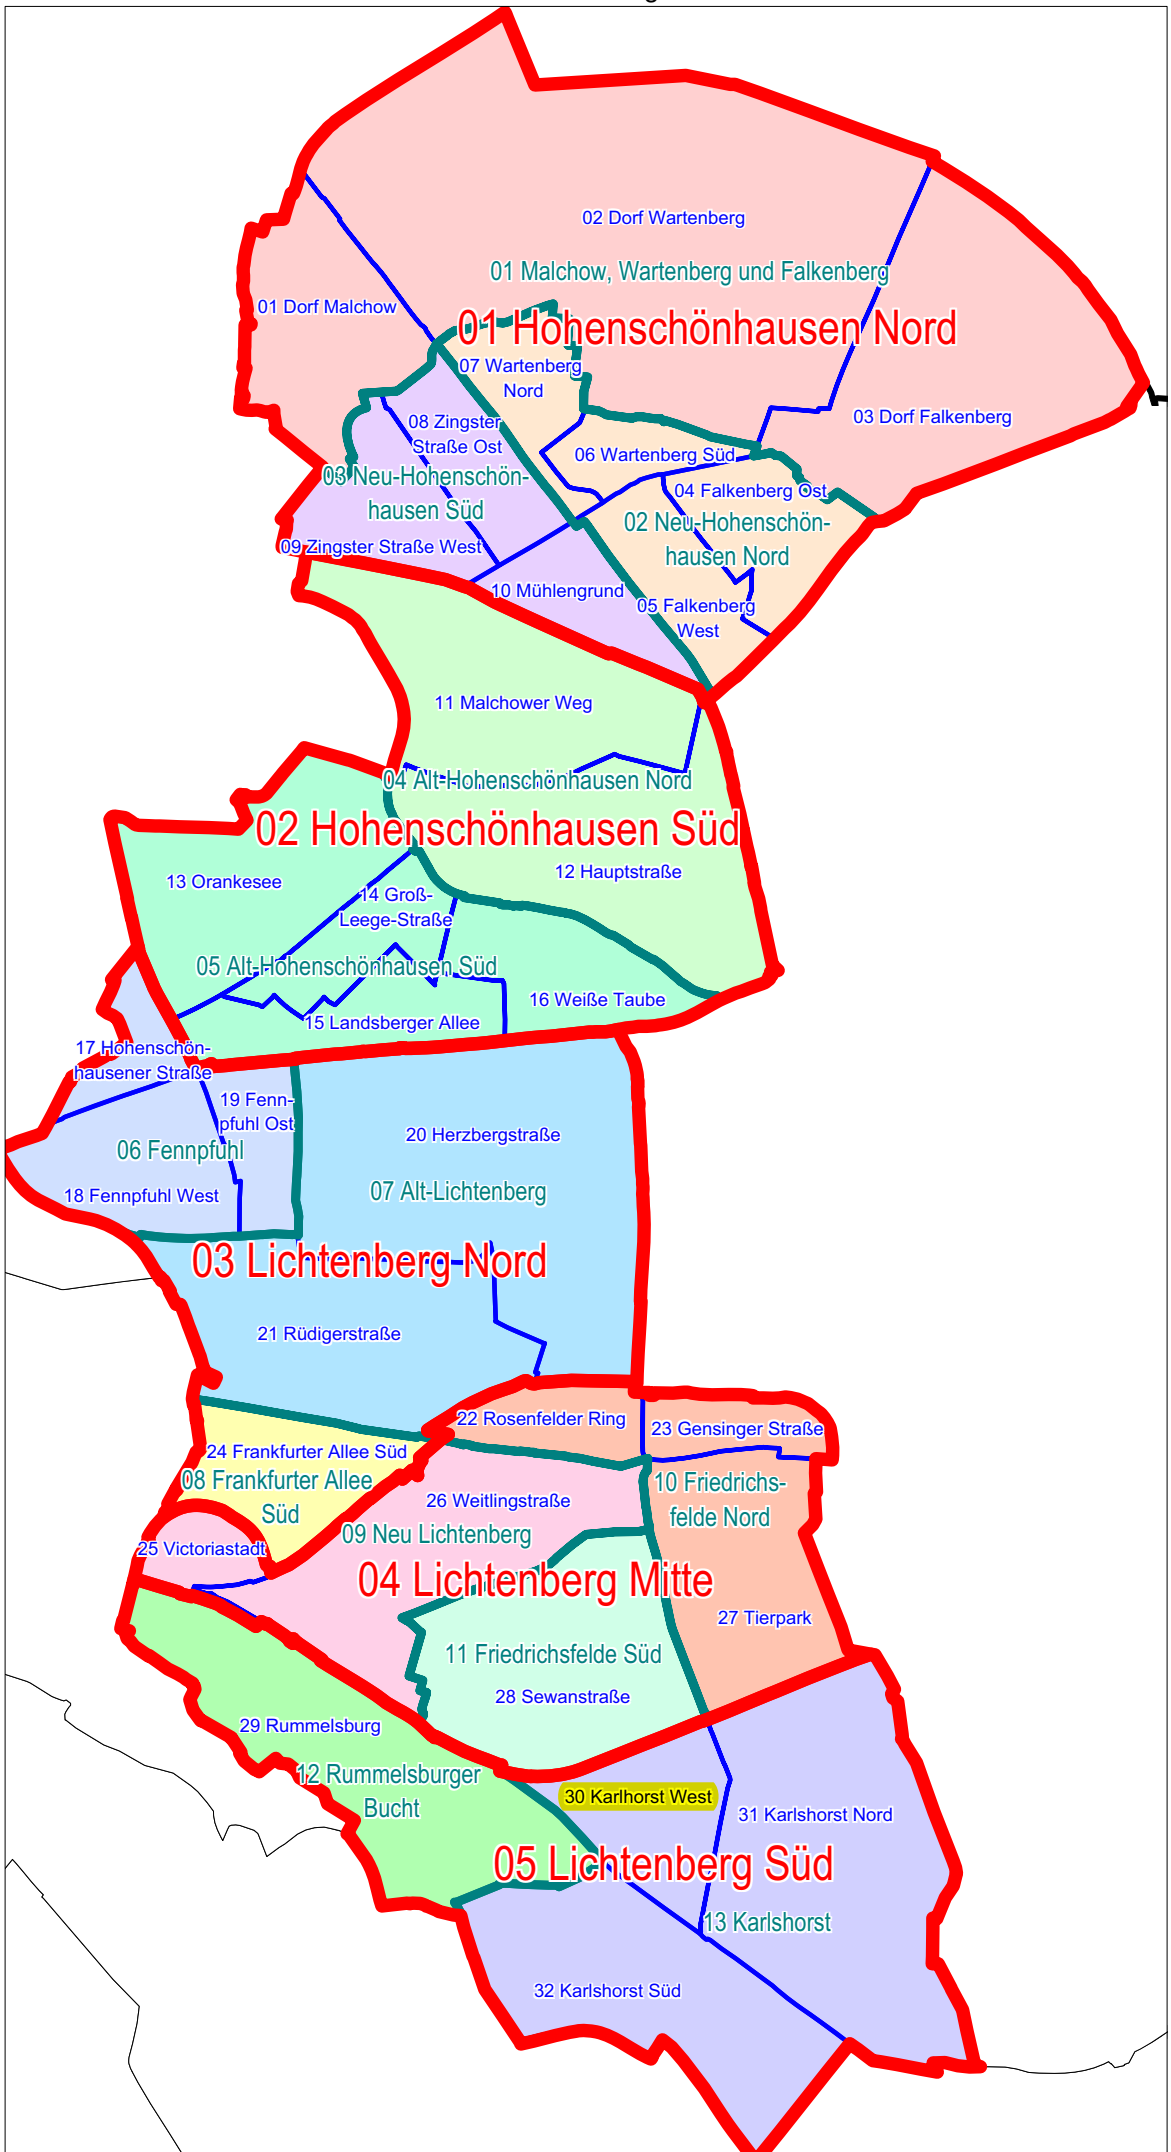 02 Dorf Wartenberg
01 Malchow, Wartenberg und Falkenberg
01 Dorf Malchow
01 Hohenschönhausen Nord
07 Wartenberg
Nord
03 Dorf Falkenberg
08 Zingster
Straße Ost
06 Wartenberg Süd
03 Neu-Hohenschön-
hausen Süd
04 Falkenberg Ost
02 Neu-Hohenschön-
hausen Nord
09 Zingster Straße West
10 Mühlengrund
05 Falkenberg
West
11 Malchower Weg
04 Alt-Hohenschönhausen Nord
02 Hohenschönhausen Süd
12 Hauptstraße
13 Orankesee
14 Groß-
Leege-Straße
05 Alt-Hohenschönhausen Süd
16 Weiße Taube
15 Landsberger Allee
17 Hohenschön-
hausener Straße
19 Fenn-
pfuhl Ost
20 Herzbergstraße
06 Fennpfuhl
18 Fennpfuhl West
07 Alt-Lichtenberg
03 Lichtenberg Nord
21 Rüdigerstraße
22 Rosenfelder Ring
23 Gensinger Straße
24 Frankfurter Allee Süd
08 Frankfurter Allee
Süd
10 Friedrichs-
felde Nord
26 Weitlingstraße
09 Neu Lichtenberg
25 Victoriastadt
04 Lichtenberg Mitte
27 Tierpark
11 Friedrichsfelde Süd
28 Sewanstraße
29 Rummelsburg
12 Rummelsburger
Bucht
30 Karlhorst West
31 Karlshorst Nord
05 Lichtenberg Süd
13 Karlshorst
32 Karlshorst Süd